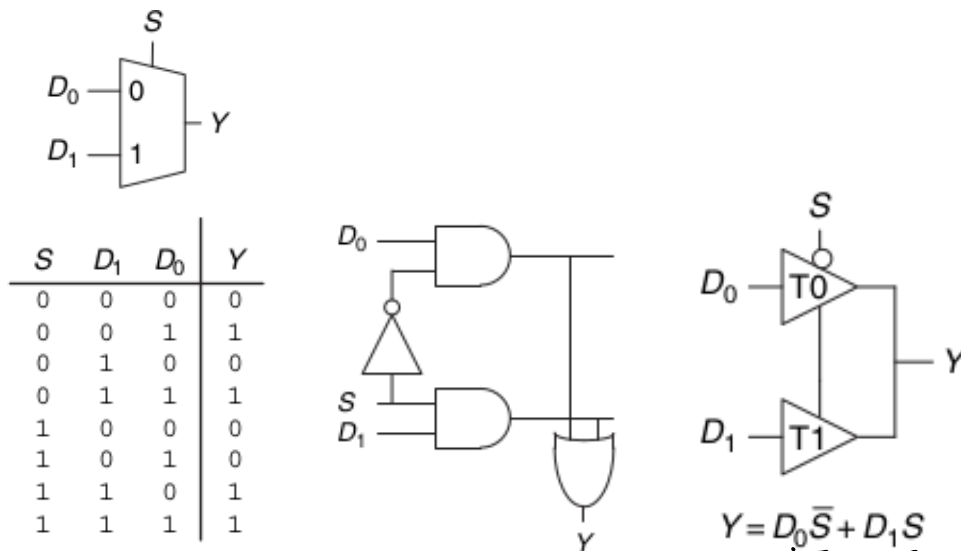 S
D₀ 0
Y
D₁ 1
S D₁ D₀ Y
0 0 0 0
0 0 1 1
0 1 0 0
0 1 1 1
1 0 0 0
1 0 1 0
1 1 0 1
1 1 1 1
D₀
S
D₁
Y
S
D₀ T0
Y
D₁ T1
Y = D₀S̅ + D₁S